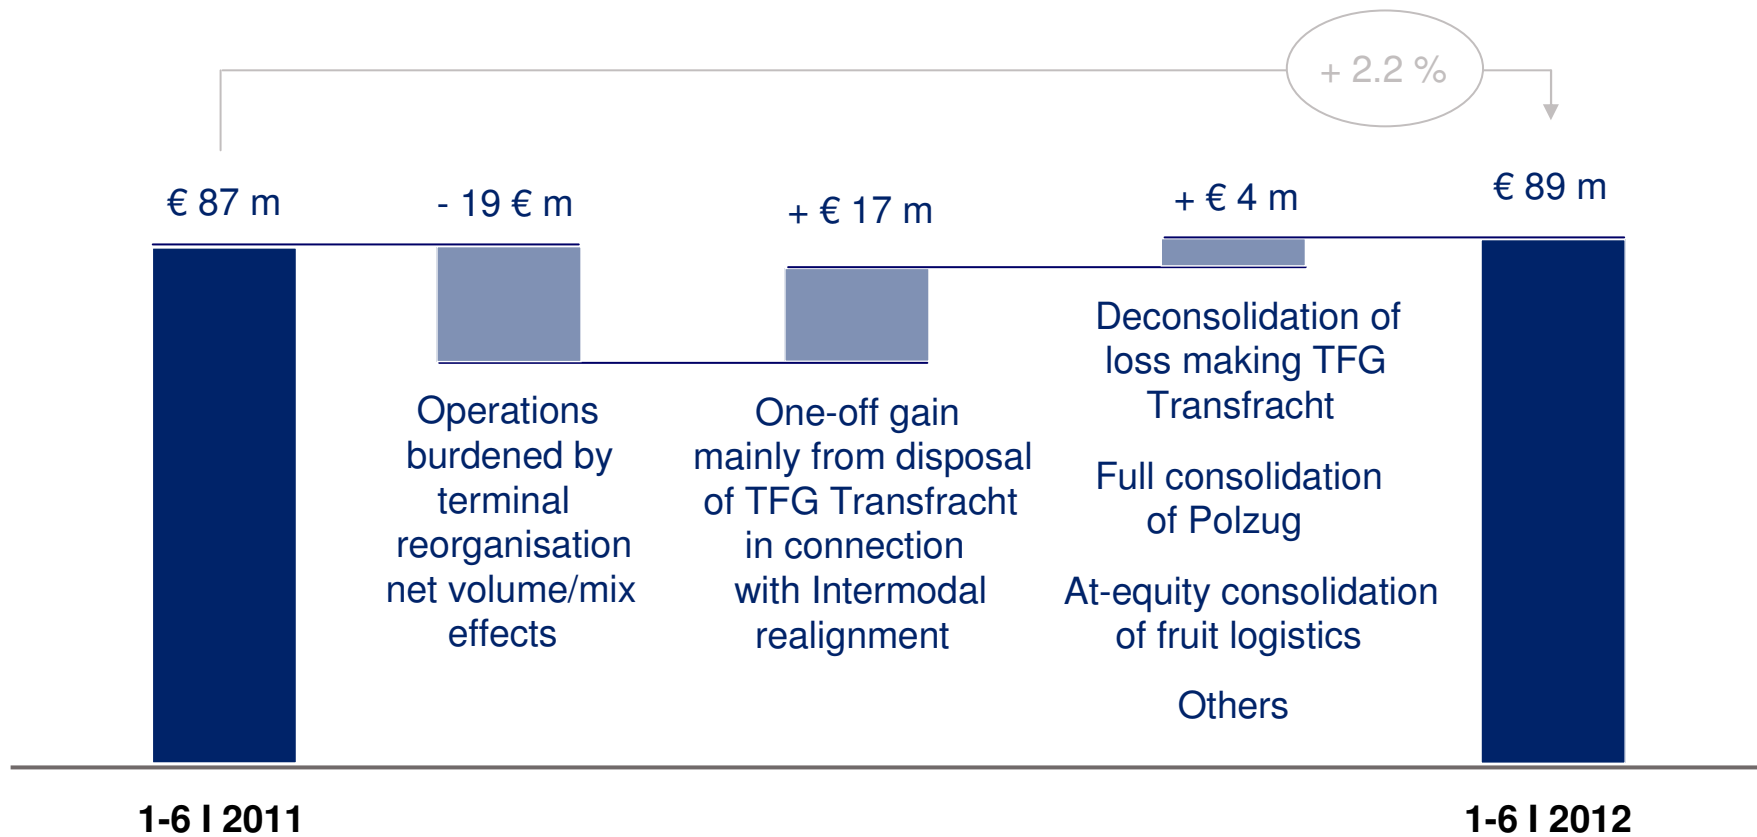 + 2.2 %
€ 87 m
- 19 € m
+ € 17 m
+ € 4 m
€ 89 m
Operations
burdened by
terminal
reorganisation
net volume/mix
effects
One-off gain
mainly from disposal
of TFG Transfracht
in connection
with Intermodal
realignment
Deconsolidation of
loss making TFG
Transfracht
Full consolidation
of Polzug
At-equity consolidation
of fruit logistics
Others
1-6 I 2011
1-6 I 2012